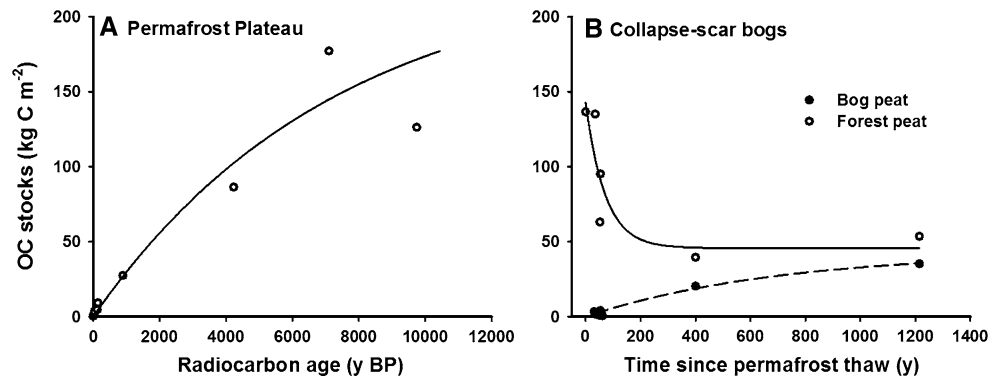 A Permafrost Plateau
OC stocks (kg C m-2)
200
150
100
50
0
0 2000 4000 6000 8000 10000 12000
Radiocarbon age (y BP)
B Collapse-scar bogs
Bog peat
Forest peat
200
150
100
50
0
0 200 400 600 800 1000 1200 1400
Time since permafrost thaw (y)